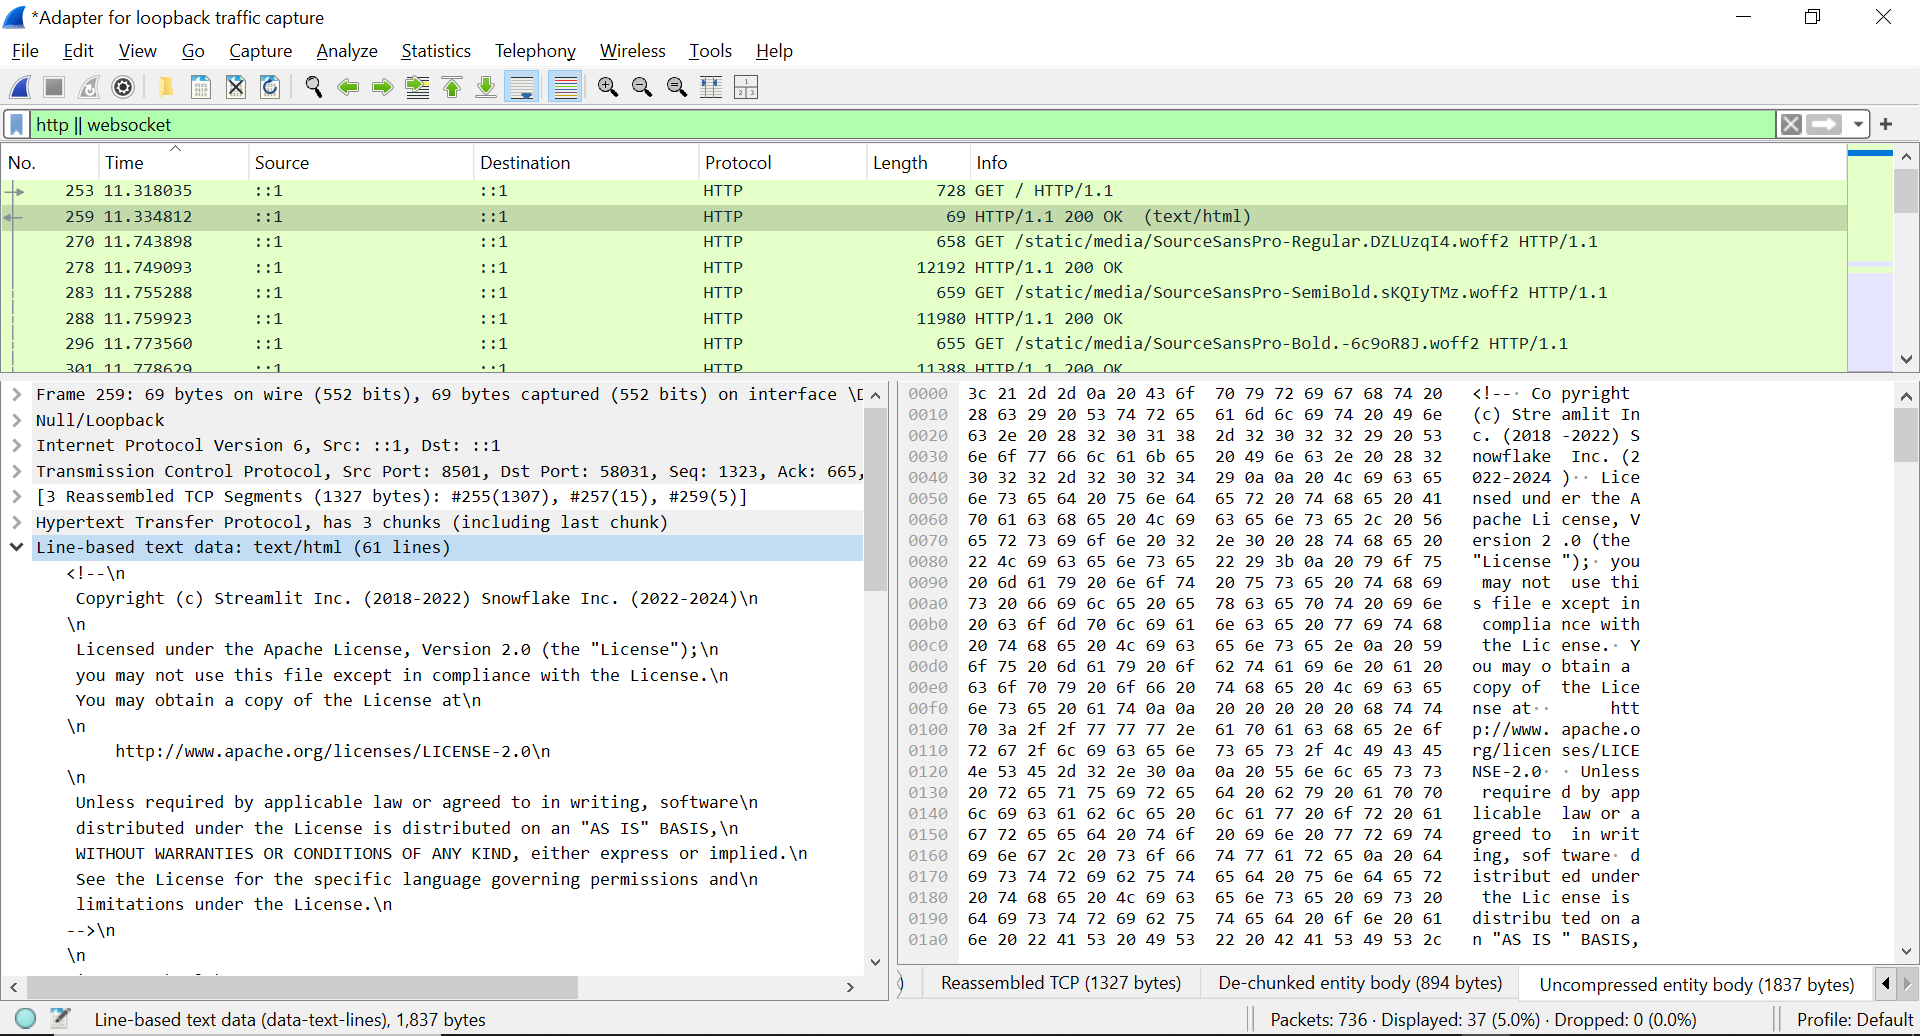 *Adapter for loopback traffic capture
File Edit View Go Capture Analyze Statistics Telephony Wireless Tools Help
http || websocket
No. Time Source Destination Protocol Length Info
253 11.318035 ::1 ::1 HTTP 728 GET / HTTP/1.1
259 11.334812 ::1 ::1 HTTP 69 HTTP/1.1 200 OK (text/html)
270 11.743898 ::1 ::1 HTTP 658 GET /static/media/SourceSansPro-Regular.DZLUzqI4.woff2 HTTP/1.1
278 11.749093 ::1 ::1 HTTP 12192 HTTP/1.1 200 OK
283 11.755288 ::1 ::1 HTTP 659 GET /static/media/SourceSansPro-SemiBold.sKQIyTMz.woff2 HTTP/1.1
288 11.759923 ::1 ::1 HTTP 11980 HTTP/1.1 200 OK
296 11.773560 ::1 ::1 HTTP 655 GET /static/media/SourceSansPro-Bold.-6c9oR8J.woff2 HTTP/1.1
301 11.778629 ::1 ::1 HTTP 11388 HTTP/1.1 200 OK
Frame 259: 69 bytes on wire (552 bits), 69 bytes captured (552 bits) on interface \D
Null/Loopback
Internet Protocol Version 6, Src: ::1, Dst: ::1
Transmission Control Protocol, Src Port: 8501, Dst Port: 58031, Seq: 1323, Ack: 665,
[3 Reassembled TCP Segments (1327 bytes): #255(1307), #257(15), #259(5)]
Hypertext Transfer Protocol, has 3 chunks (including last chunk)
Line-based text data: text/html (61 lines)
<!--\n
Copyright (c) Streamlit Inc. (2018-2022) Snowflake Inc. (2022-2024)\n
\n
Licensed under the Apache License, Version 2.0 (the "License");\n
you may not use this file except in compliance with the License.\n
You may obtain a copy of the License at\n
\n
http://www.apache.org/licenses/LICENSE-2.0\n
\n
Unless required by applicable law or agreed to in writing, software\n
distributed under the License is distributed on an "AS IS" BASIS,\n
WITHOUT WARRANTIES OR CONDITIONS OF ANY KIND, either express or implied.\n
See the License for the specific language governing permissions and\n
limitations under the License.\n
-->\n
\n
0000 3c 21 2d 2d 0a 20 43 6f 70 79 72 69 67 68 74 20 <!--· Co pyright
0010 28 63 29 20 53 74 72 65 61 6d 6c 69 74 20 49 6e (c) Stre amlit In
0020 63 2e 20 28 32 30 31 38 2d 32 30 32 32 29 20 53 c. (2018 -2022) S
0030 6e 6f 77 66 6c 61 6b 65 20 49 6e 63 2e 20 28 32 nowflake Inc. (2
0040 30 32 32 2d 32 30 32 34 29 0a 0a 20 4c 69 63 65 022-2024 )·· Lice
0050 6e 73 65 64 20 75 6e 64 65 72 20 74 68 65 20 41 nsed und er the A
0060 70 61 63 68 65 20 4c 69 63 65 6e 73 65 2c 20 56 pache Li cense, V
0070 65 72 73 69 6f 6e 20 32 2e 30 20 28 74 68 65 20 ersion 2 .0 (the
0080 22 4c 69 63 65 6e 73 65 22 29 3b 0a 20 79 6f 75 "License ");· you
0090 20 6d 61 79 20 6e 6f 74 20 75 73 65 20 74 68 69 may not use thi
00a0 73 20 66 69 6c 65 20 65 78 63 65 70 74 20 69 6e s file e xcept in
00b0 20 63 6f 6d 70 6c 69 61 6e 63 65 20 77 69 74 68 complia nce with
00c0 20 74 68 65 20 4c 69 63 65 6e 73 65 2e 0a 20 59 the Lic ense.· Y
00d0 6f 75 20 6d 61 79 20 6f 62 74 61 69 6e 20 61 20 ou may o btain a
00e0 63 6f 70 79 20 6f 66 20 74 68 65 20 4c 69 63 65 copy of the Lice
00f0 6e 73 65 20 61 74 0a 0a 20 20 20 20 20 68 74 74 nse at·· htt
0100 70 3a 2f 2f 77 77 77 2e 61 70 61 63 68 65 2e 6f p://www. apache.o
0110 72 67 2f 6c 69 63 65 6e 73 65 73 2f 4c 49 43 45 rg/licen ses/LICE
0120 4e 53 45 2d 32 2e 30 0a 0a 20 55 6e 6c 65 73 73 NSE-2.0· · Unless
0130 20 72 65 71 75 69 72 65 64 20 62 79 20 61 70 70 require d by app
0140 6c 69 63 61 62 6c 65 20 6c 61 77 20 6f 72 20 61 licable law or a
0150 67 72 65 65 64 20 74 6f 20 69 6e 20 77 72 69 74 greed to in writ
0160 69 6e 67 2c 20 73 6f 66 74 77 61 72 65 0a 20 64 ing, sof tware· d
0170 69 73 74 72 69 62 75 74 65 64 20 75 6e 64 65 72 istribut ed under
0180 20 74 68 65 20 4c 69 63 65 6e 73 65 20 69 73 20 the Lic ense is
0190 64 69 73 74 72 69 62 75 74 65 64 20 6f 6e 20 61 distribu ted on a
01a0 6e 20 22 41 53 20 49 53 22 20 42 41 53 49 53 2c n "AS IS " BASIS,
Reassembled TCP (1327 bytes) De-chunked entity body (894 bytes) Uncompressed entity body (1837 bytes)
Line-based text data (data-text-lines), 1,837 bytes Packets: 736 · Displayed: 37 (5.0%) · Dropped: 0 (0.0%) Profile: Default